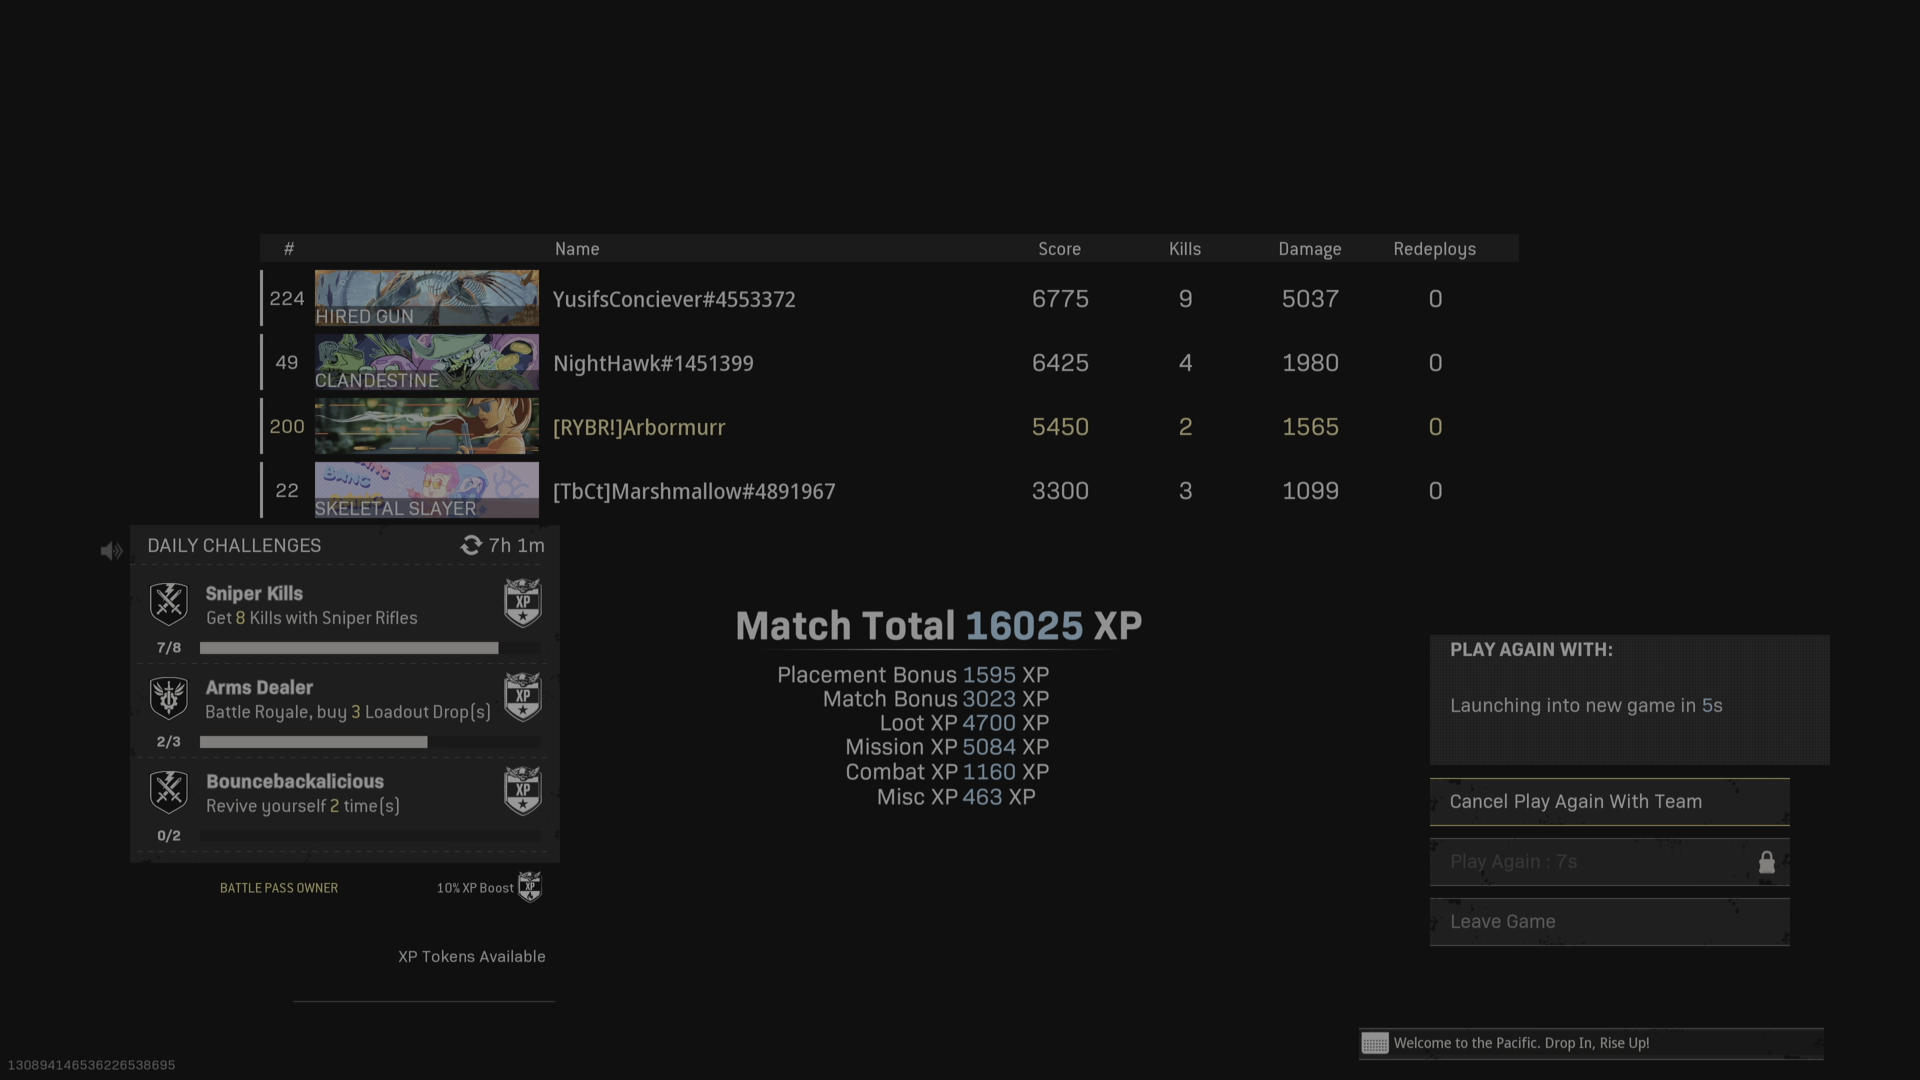 # Name Score Kills Damage Redeploys
224 HIRED GUN YusifsConciever#4553372 6775 9 5037 0
49 CLANDESTINE NightHawk#1451399 6425 4 1980 0
200 [RYBR!]Arbormurr 5450 2 1565 0
22 BANG BANG SKELETAL SLAYER [TbCt]Marshmallow#4891967 3300 3 1099 0
DAILY CHALLENGES 7h 1m
Sniper Kills
Get 8 Kills with Sniper Rifles
XP
7/8
Arms Dealer
Battle Royale, buy 3 Loadout Drop(s)
XP
2/3
Bouncebackalicious
Revive yourself 2 time(s)
XP
0/2
BATTLE PASS OWNER 10% XP Boost XP
XP Tokens Available
Match Total 16025 XP
Placement Bonus 1595 XP
Match Bonus 3023 XP
Loot XP 4700 XP
Mission XP 5084 XP
Combat XP 1160 XP
Misc XP 463 XP
PLAY AGAIN WITH:
Launching into new game in 5s
Cancel Play Again With Team
Play Again : 7s
Leave Game
Welcome to the Pacific. Drop In, Rise Up!
130894146536226538695